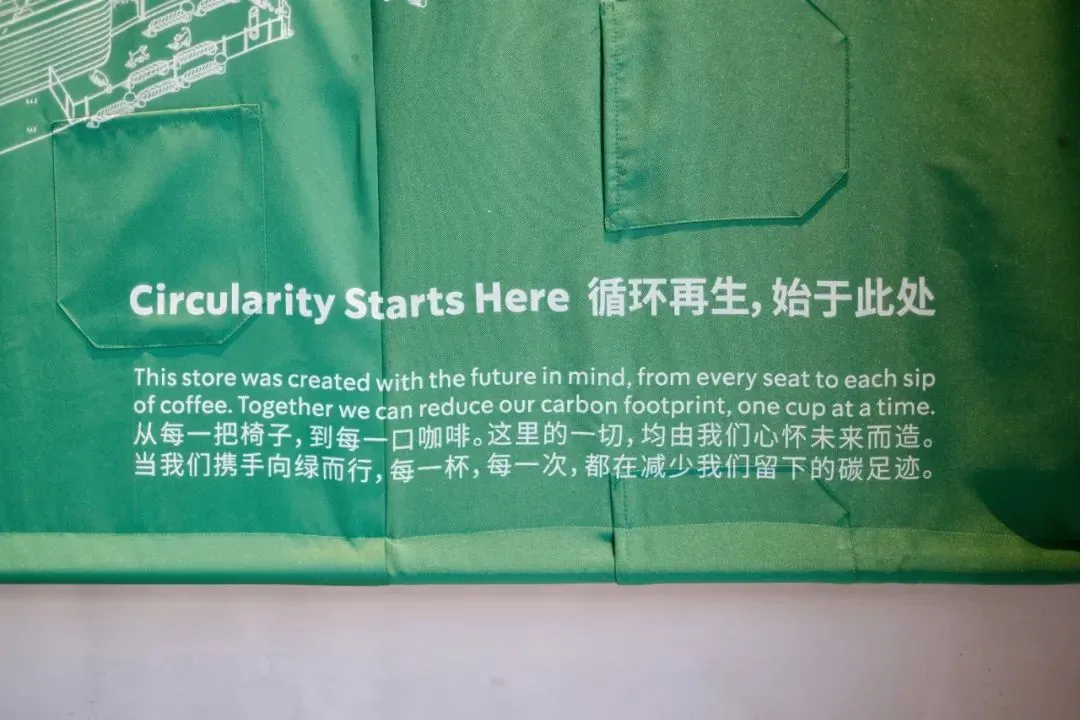 Circularity Starts Here 循环再生，始于此处
This store was created with the future in mind, from every seat to each sip
of coffee. Together we can reduce our carbon footprint, one cup at a time.
从每一把椅子，到每一口咖啡。这里的一切，均由我们心怀未来而造。
当我们携手向绿而行，每一杯，每一次，都在减少我们留下的碳足迹。